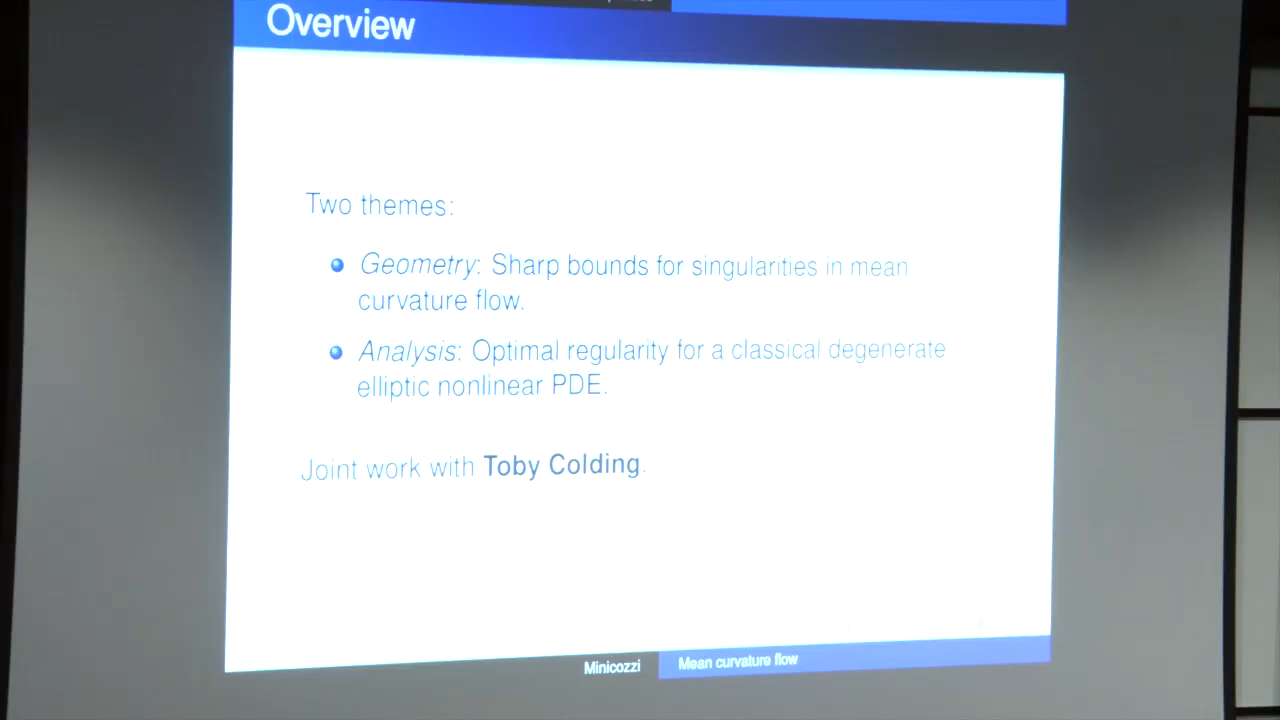 Overview
Two themes:
Geometry: Sharp bounds for singularities in mean
curvature flow.
Analysis: Optimal regularity for a classical degenerate
elliptic nonlinear PDE.
Joint work with Toby Colding.
Minicozzi
Mean curvature flow